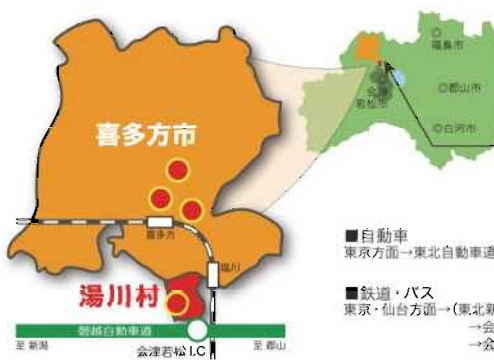 喜多方市
喜多方
塩川
湯川村
磐越自動車道
至 新潟
会津若松 I.C
至 郡山
福島市
会津
若松市
郡山市
白河市
■自動車
東京方面→東北自動車道
■鉄道・バス
東京・仙台方面→(東北新
→会
→会